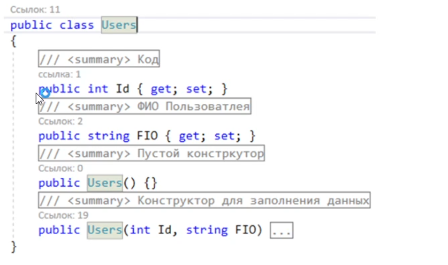 Ссылок: 11
public class Users
{
/// <summary> Код
ссылка: 1
public int Id { get; set; }
/// <summary> ФИО Пользоватлея
Ссылок: 2
public string FIO { get; set; }
/// <summary> Пустой констркутор
Ссылок: 0
public Users() {}
/// <summary> Конструктор для заполнения данных
Ссылок: 19
public Users(int Id, string FIO) ...
}